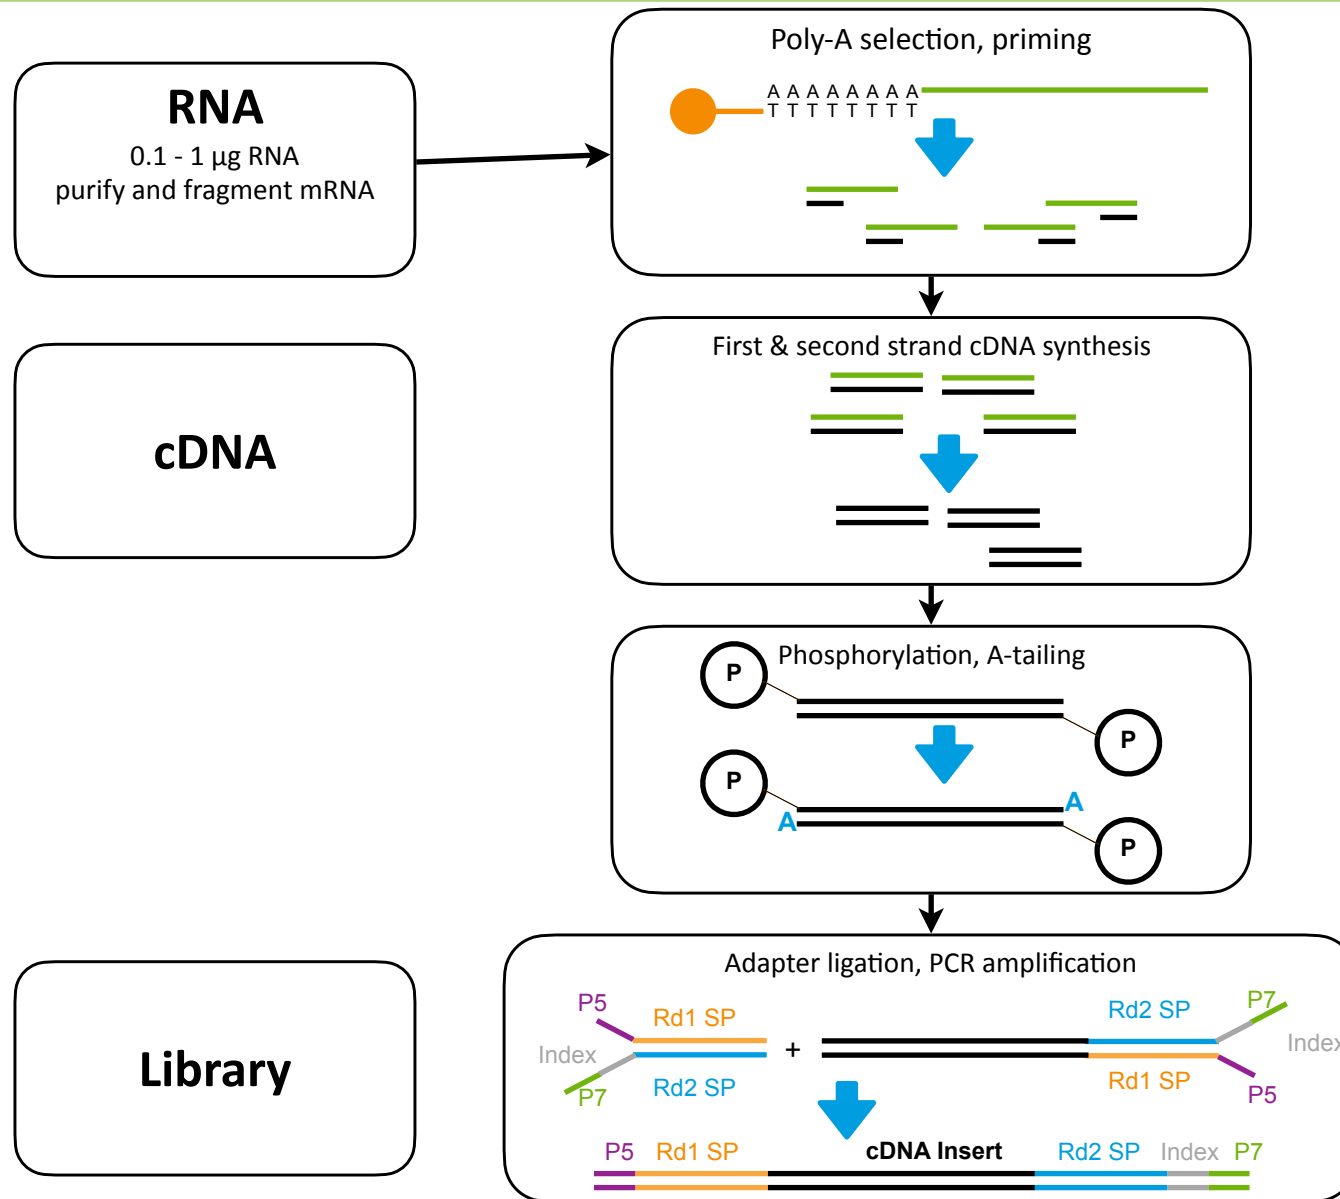 RNA
0.1 - 1 µg RNA
purify and fragment mRNA
Poly-A selection, priming
A A A A A A A A
T T T T T T T T
cDNA
First & second strand cDNA synthesis
Phosphorylation, A-tailing
P
P
P
A
A
P
Library
Adapter ligation, PCR amplification
P5
Rd1 SP
Index
P7
Rd2 SP
+
Rd2 SP
P7
Index
Rd1 SP
P5
P5 Rd1 SP cDNA Insert Rd2 SP Index P7